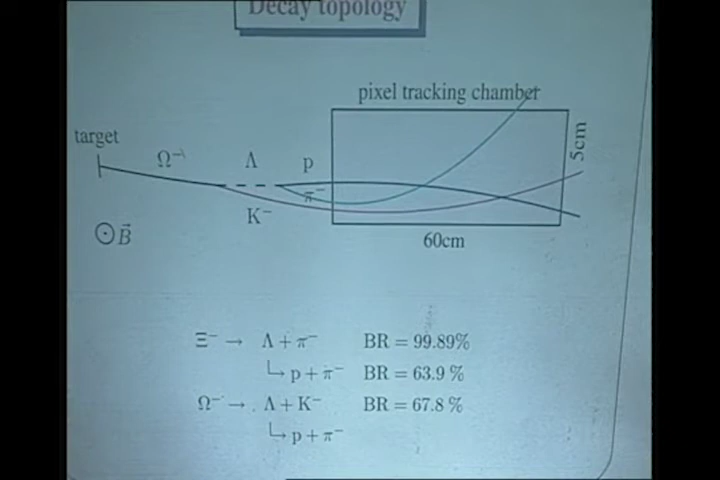 Decay topology
pixel tracking chamber
target
Ω⁻ Λ p
5cm
π⁻
K⁻
⊙B⃗
60cm
Ξ⁻ → Λ + π⁻ BR = 99.89%
↳ p + π⁻ BR = 63.9 %
Ω⁻ → Λ + K⁻ BR = 67.8 %
↳ p + π⁻